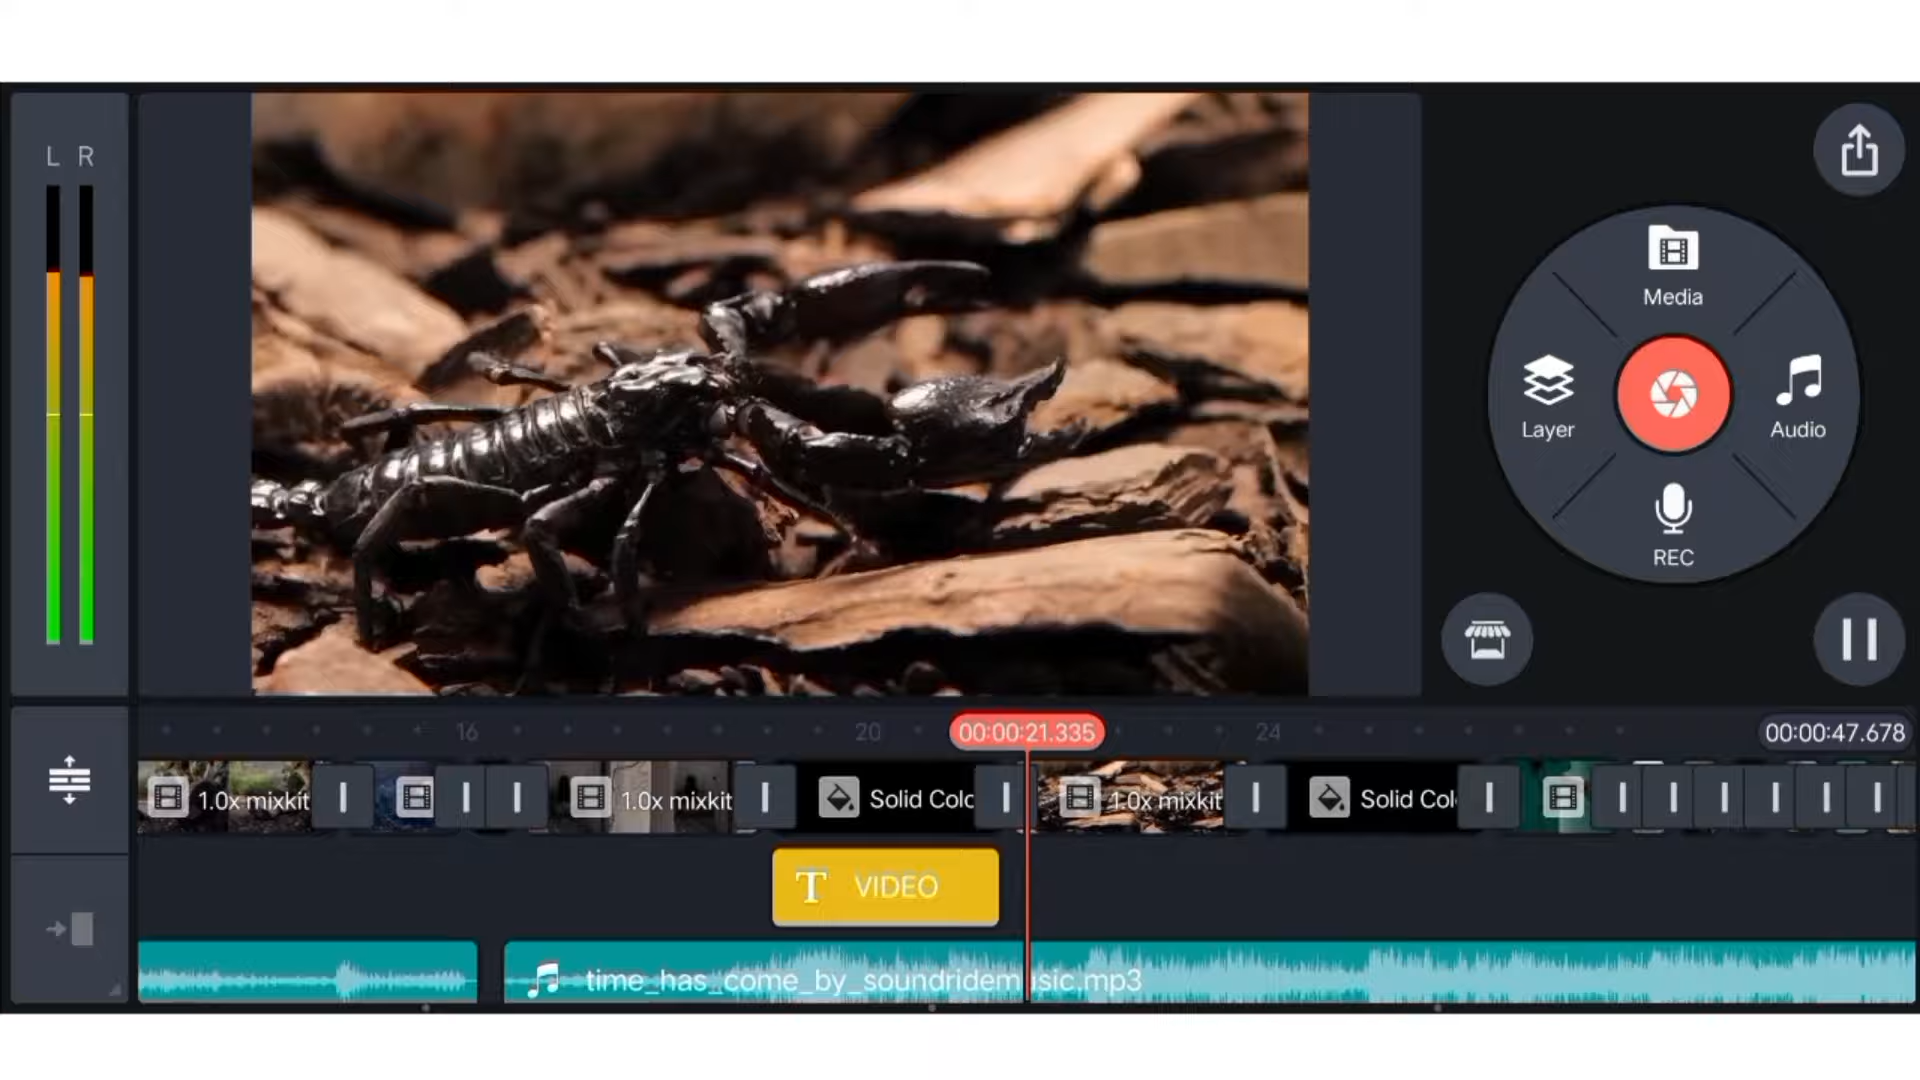 L R
Media
Layer
Audio
REC
16
20
00:00:21.335
24
00:00:47.678
1.0x mixkit
1.0x mixkit
Solid Colo
1.0x mixkit
Solid Col
T VIDEO
time_has_come_by_soundridemusic.mp3